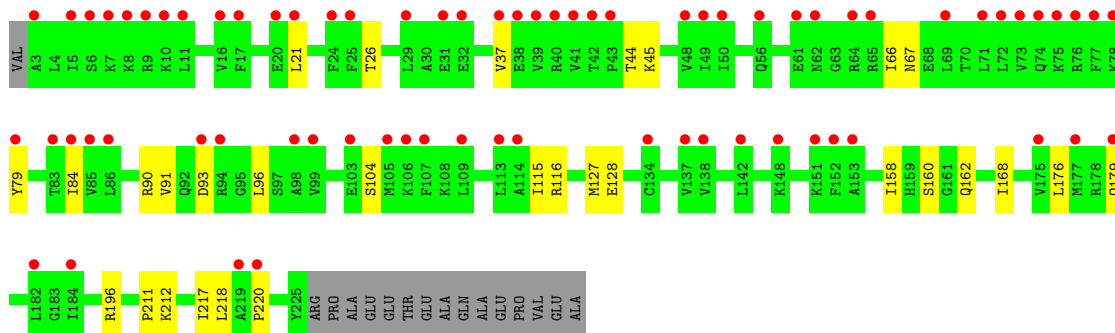 VAL A3 L4 I5 S6 K7 K8 R9 K10 L11 V16 F17 E20 L21 F24 F25 T26 L29 A30 E31 E32 V37 E38 V39 R40 V41 T42 P43 T44 K45 V48 I49 I50 Q56 E61 N62 G63 R64 R65 I66 N67 E68 L69 T70 L71 L72 V73 Q74 K75 R76 F77 K78
Y79 T83 I84 V85 L86 R90 V91 Q92 D93 R94 G95 L96 S97 A98 V99 E103 S104 M105 K106 F107 K108 L109 L113 A114 I115 R116 M127 E128 C134 V137 V138 L142 K148 K151 F152 A153 I158 H159 S160 G161 Q162 I168 V175 L176 M177 R178 Q179
L182 G183 I184 R196 P211 K212 I217 L218 A219 P220 Y225 ARG PRO ALA GLU GLU THR GLU ALA GLN ALA GLU PRO VAL GLU ALA